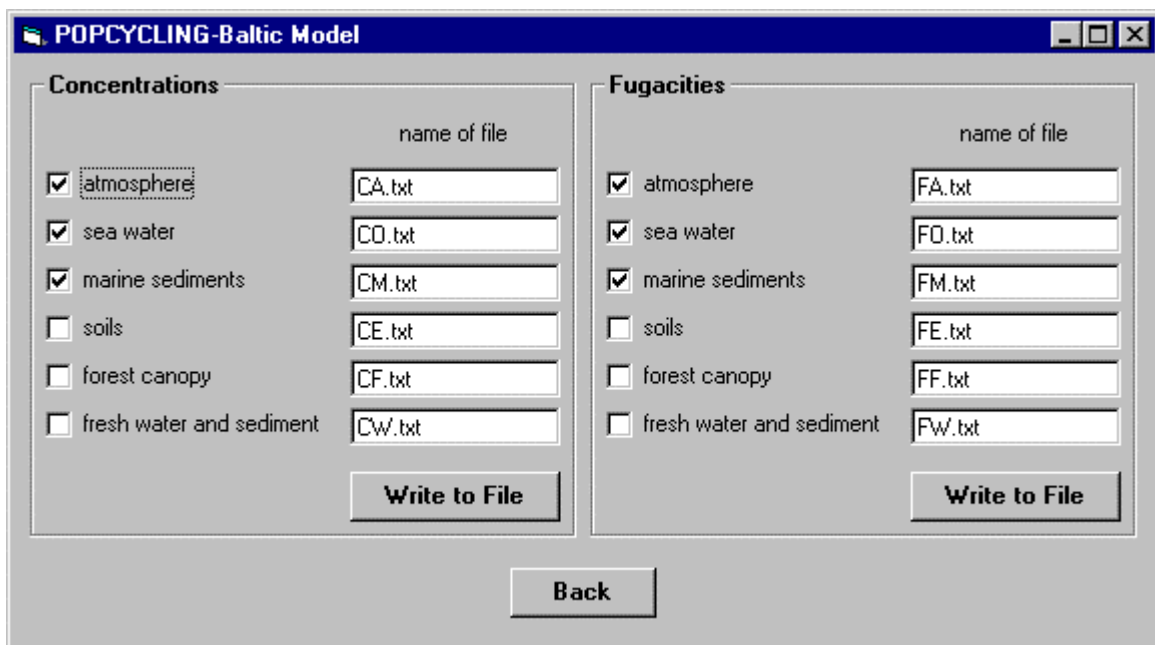 POPCYCLING-Baltic Model
Concentrations
name of file
atmosphere CA.txt
sea water CO.txt
marine sediments CM.txt
soils CE.txt
forest canopy CF.txt
fresh water and sediment CW.txt
Write to File
Fugacities
name of file
atmosphere FA.txt
sea water FO.txt
marine sediments FM.txt
soils FE.txt
forest canopy FF.txt
fresh water and sediment FW.txt
Write to File
Back